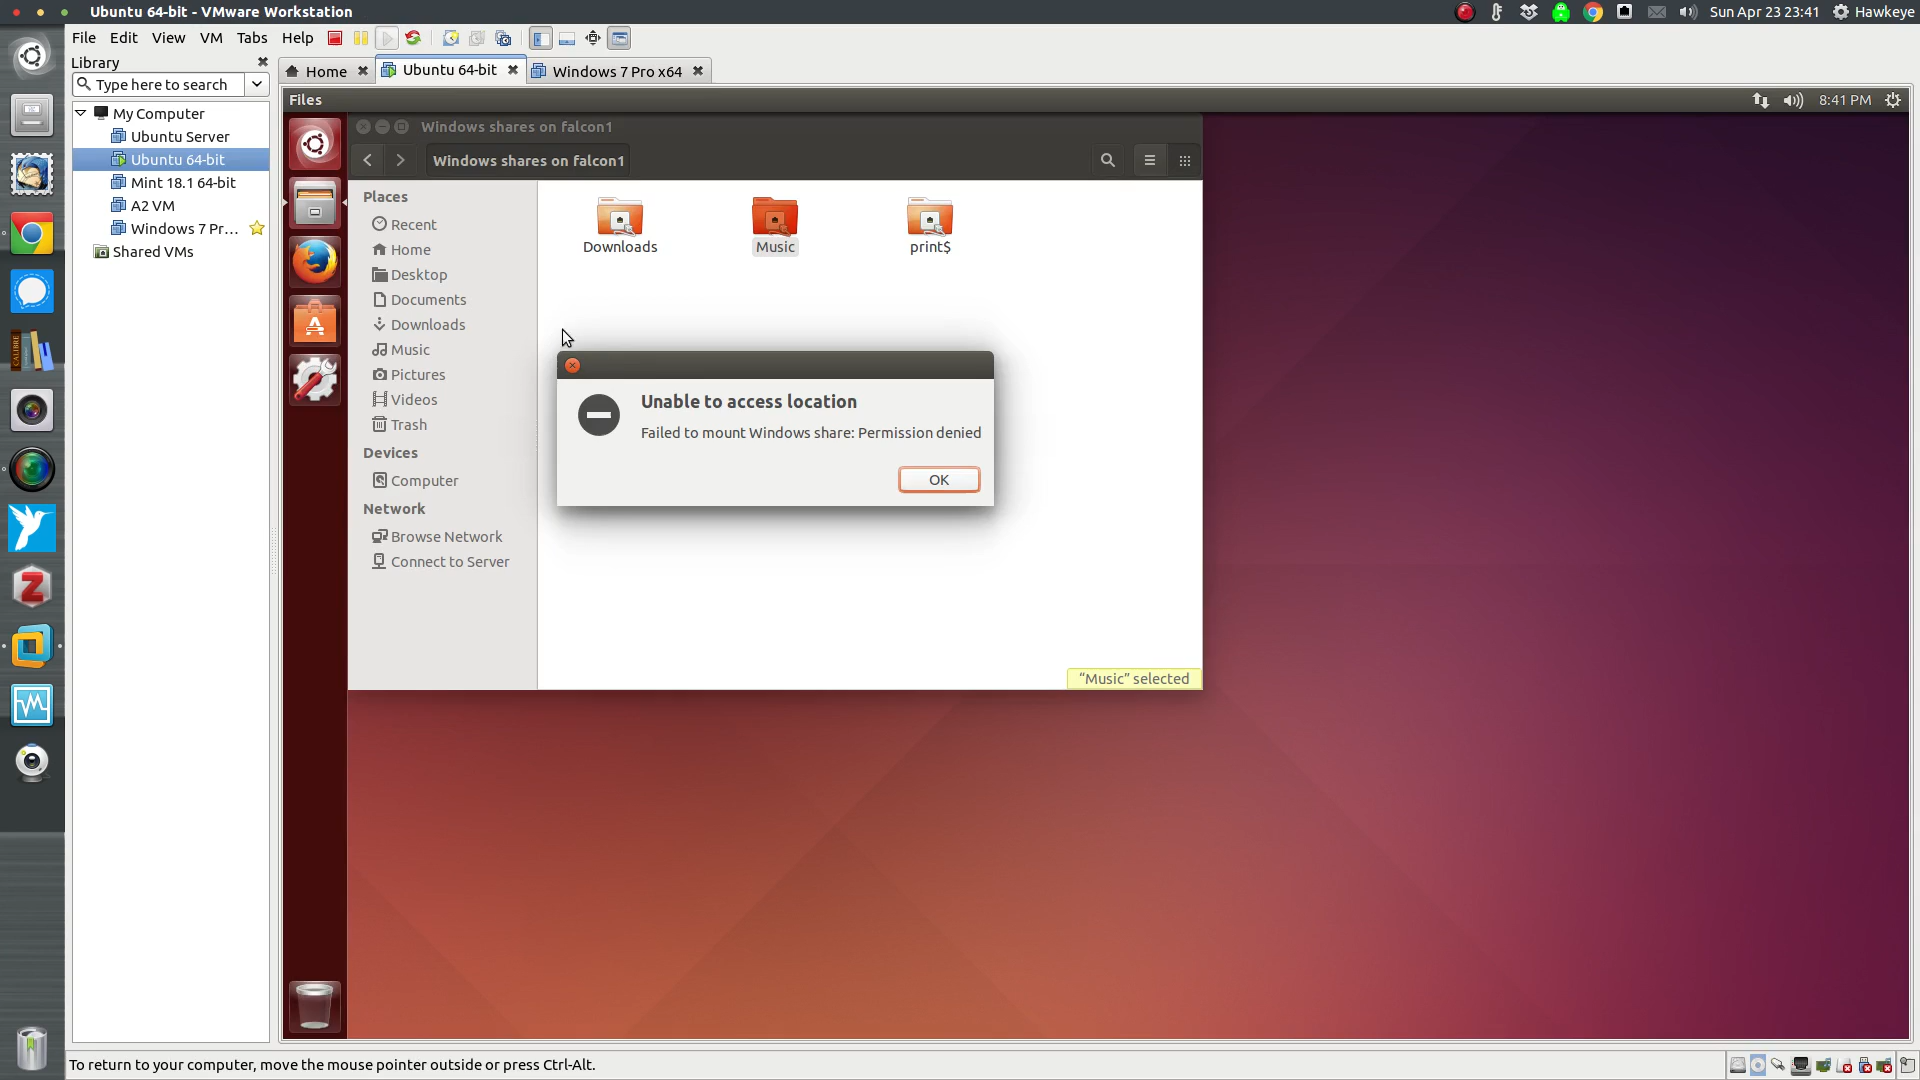 Ubuntu 64-bit - VMware Workstation
Sun Apr 23 23:41 Hawkeye
File Edit View VM Tabs Help
Library
Type here to search
My Computer
Ubuntu Server
Ubuntu 64-bit
Mint 18.1 64-bit
A2 VM
Windows 7 Pr...
Shared VMs
Home
Ubuntu 64-bit
Windows 7 Pro x64
Files
8:41 PM
Windows shares on falcon1
Windows shares on falcon1
Places
Recent
Home
Desktop
Documents
Downloads
Music
Pictures
Videos
Trash
Devices
Computer
Network
Browse Network
Connect to Server
Downloads
Music
print$
Unable to access location
Failed to mount Windows share: Permission denied
OK
“Music” selected
CALIBRE
Z
To return to your computer, move the mouse pointer outside or press Ctrl-Alt.